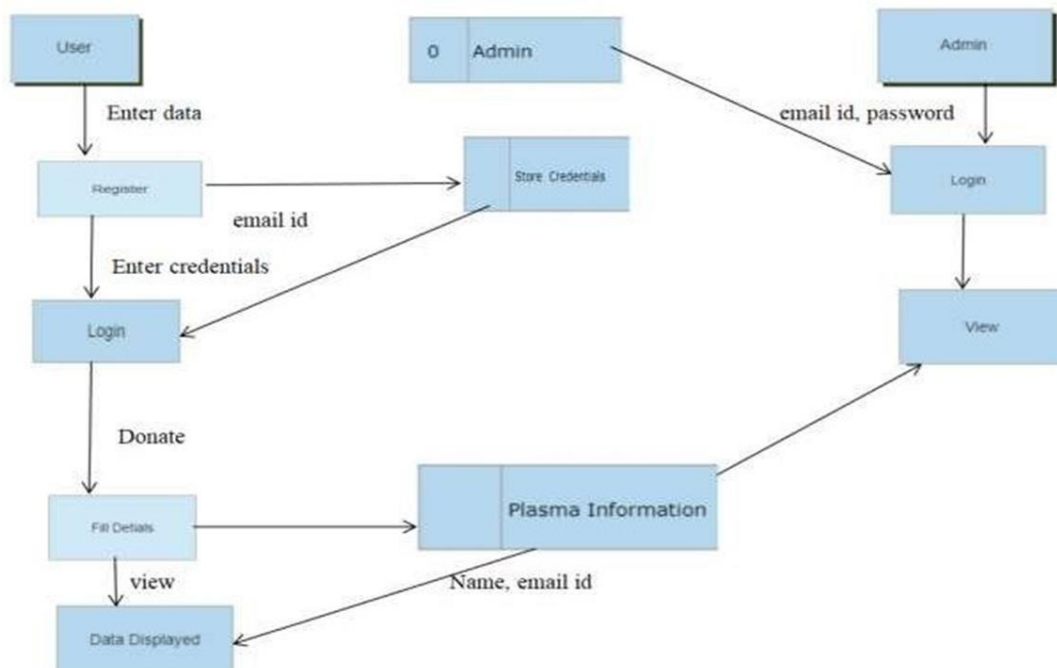 User
0 Admin
Admin
Enter data
email id, password
Register
Store Credentials
Login
email id
Enter credentials
Login
View
Donate
Plasma Information
Fill Detials
view
Name, email id
Data Displayed